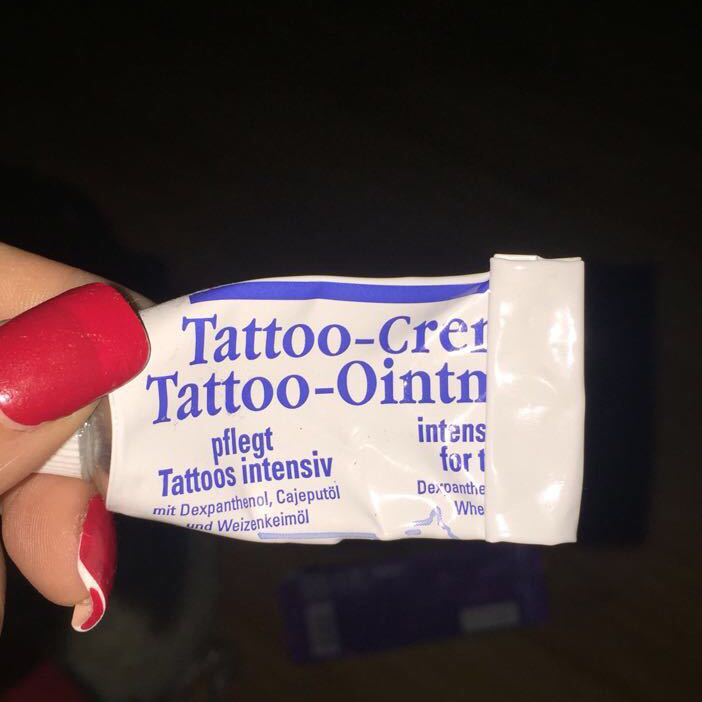 Tattoo-Crem
Tattoo-Ointm
pflegt
Tattoos intensiv
mit Dexpanthenol, Cajeputöl
und Weizenkeimöl
intens
for t
Dexpanthe
Whe